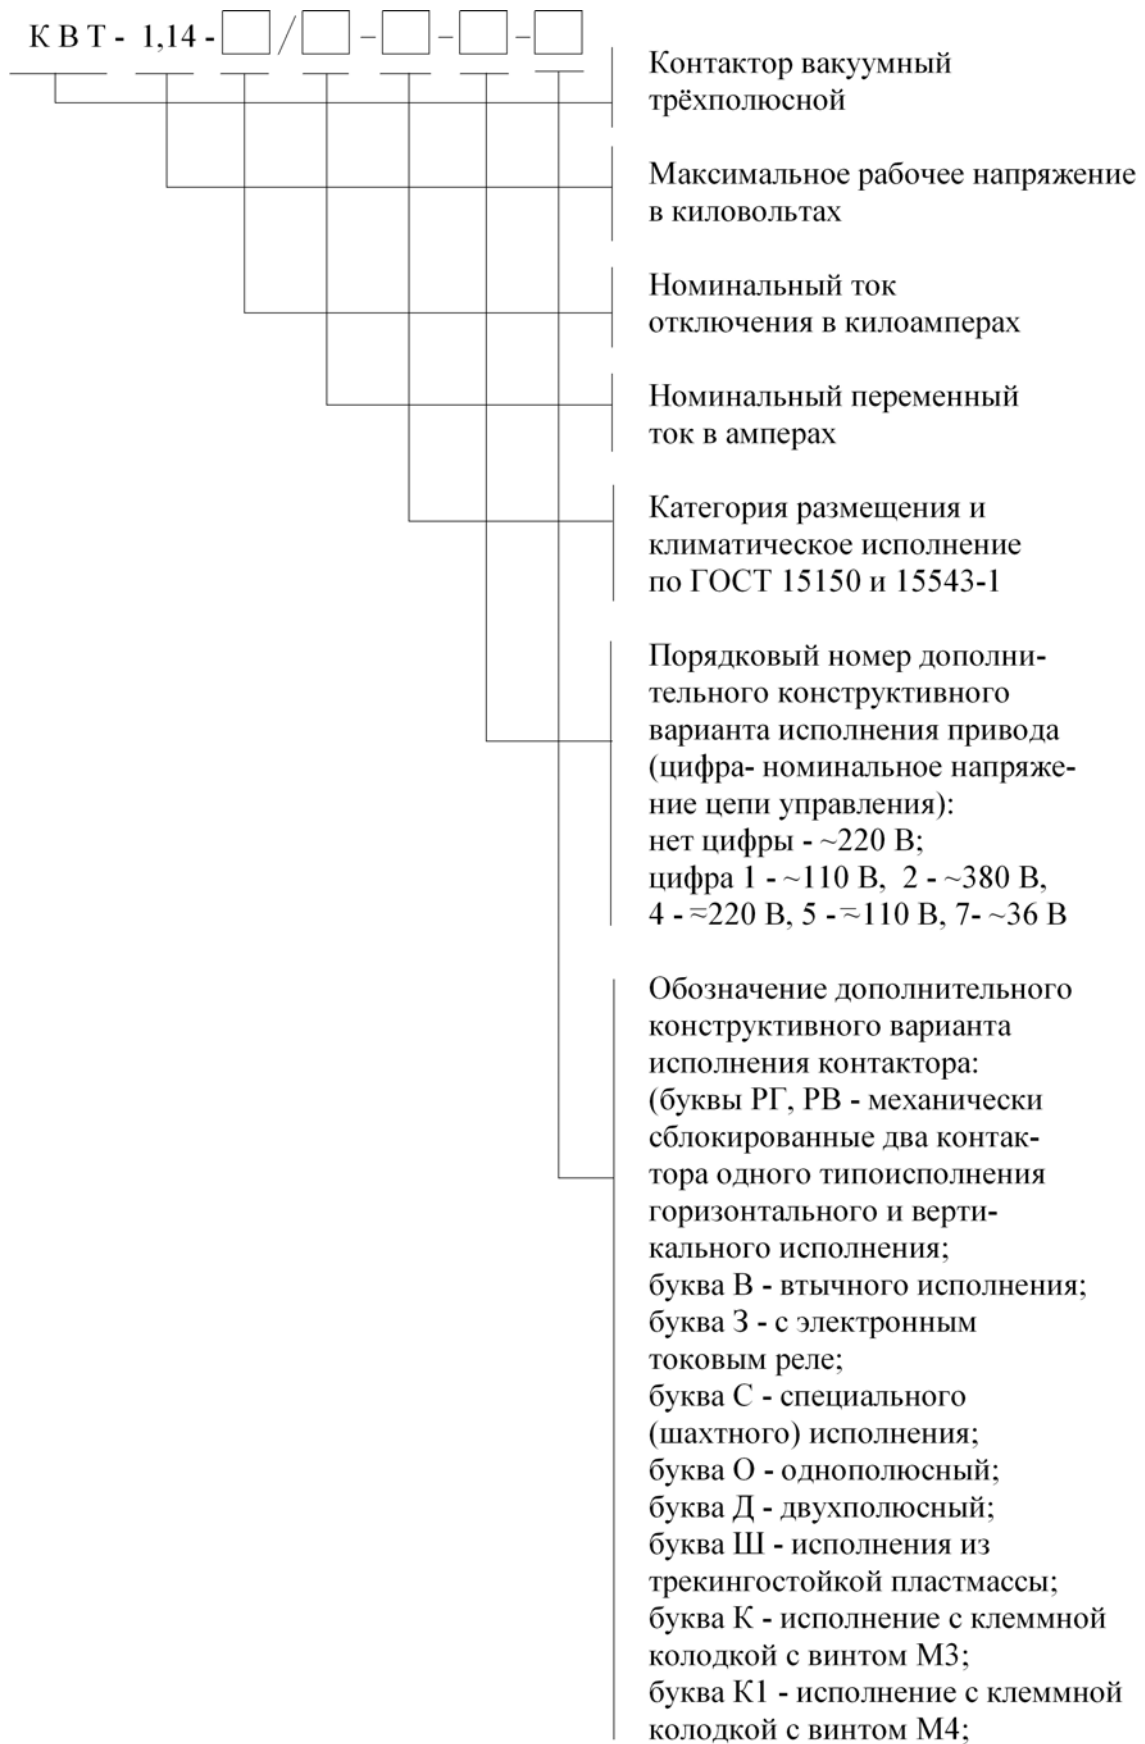 КВТ- 1,14 - □ / □ – □ – □ – □
Контактор вакуумный
трёхполюсной
Максимальное рабочее напряжение
в киловольтах
Номинальный ток
отключения в килоамперах
Номинальный переменный
ток в амперах
Категория размещения и
климатическое исполнение
по ГОСТ 15150 и 15543-1
Порядковый номер дополни-
тельного конструктивного
варианта исполнения привода
(цифра- номинальное напряже-
ние цепи управления):
нет цифры - ~220 В;
цифра 1 - ~110 В, 2 - ~380 В,
4 - ≂220 В, 5 - ≂110 В, 7- ~36 В
Обозначение дополнительного
конструктивного варианта
исполнения контактора:
(буквы РГ, РВ - механически
сблокированные два контак-
тора одного типоисполнения
горизонтального и верти-
кального исполнения;
буква В - втычного исполнения;
буква З - с электронным
токовым реле;
буква С - специального
(шахтного) исполнения;
буква О - однополюсный;
буква Д - двухполюсный;
буква Ш - исполнения из
трекингостойкой пластмассы;
буква К - исполнение с клеммной
колодкой с винтом М3;
буква К1 - исполнение с клеммной
колодкой с винтом М4;